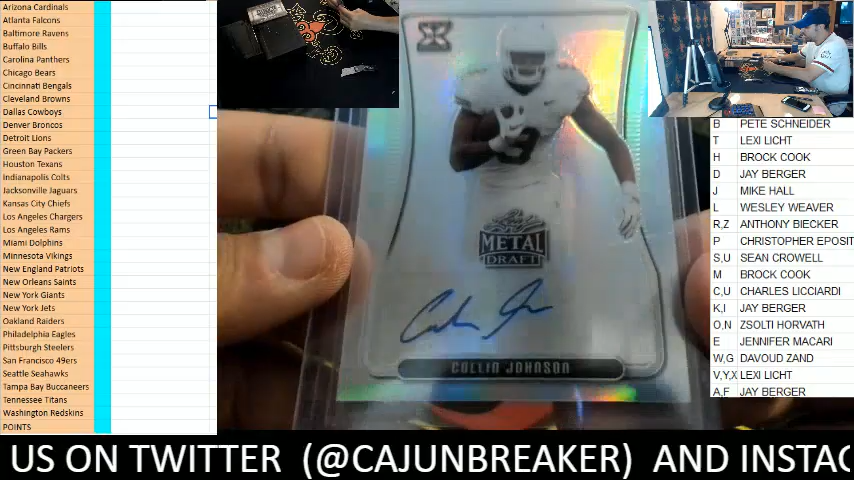 Arizona Cardinals
Atlanta Falcons
Baltimore Ravens
Buffalo Bills
Carolina Panthers
Chicago Bears
Cincinnati Bengals
Cleveland Browns
Dallas Cowboys
Denver Broncos
Detroit Lions
Green Bay Packers
Houston Texans
Indianapolis Colts
Jacksonville Jaguars
Kansas City Chiefs
Los Angeles Chargers
Los Angeles Rams
Miami Dolphins
Minnesota Vikings
New England Patriots
New Orleans Saints
New York Giants
New York Jets
Oakland Raiders
Philadelphia Eagles
Pittsburgh Steelers
San Francisco 49ers
Seattle Seahawks
Tampa Bay Buccaneers
Tennessee Titans
Washington Redskins
POINTS
Leaf
METAL
DRAFT
COLLIN JOHNSON
B PETE SCHNEIDER
T LEXI LICHT
H BROCK COOK
D JAY BERGER
J MIKE HALL
L WESLEY WEAVER
R,Z ANTHONY BIECKER
P CHRISTOPHER EPOSIT
S,U SEAN CROWELL
M BROCK COOK
C,U CHARLES LICCIARDI
K,I JAY BERGER
O,N ZSOLTI HORVATH
E JENNIFER MACARI
W,G DAVOUD ZAND
V,Y,X LEXI LICHT
A,F JAY BERGER
US ON TWITTER (@CAJUNBREAKER) AND INSTAG